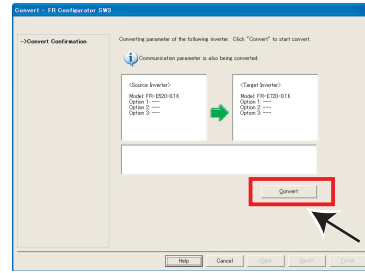 Convert - FR Configurator SW3
->Convert Confirmation
Converting parameter of the following inverter. Click "Convert" to start convert.
Communication parameter is also being converted.
<Source Inverter>
Model: FR-E520-0.1K
Option 1: ---
Option 2: ---
Option 3: ---
<Target Inverter>
Model: FR-E720-0.1K
Option 1: ---
Option 2: ---
Option 3: ---
Convert
Help
Cancel
<Back
Next>
Finish